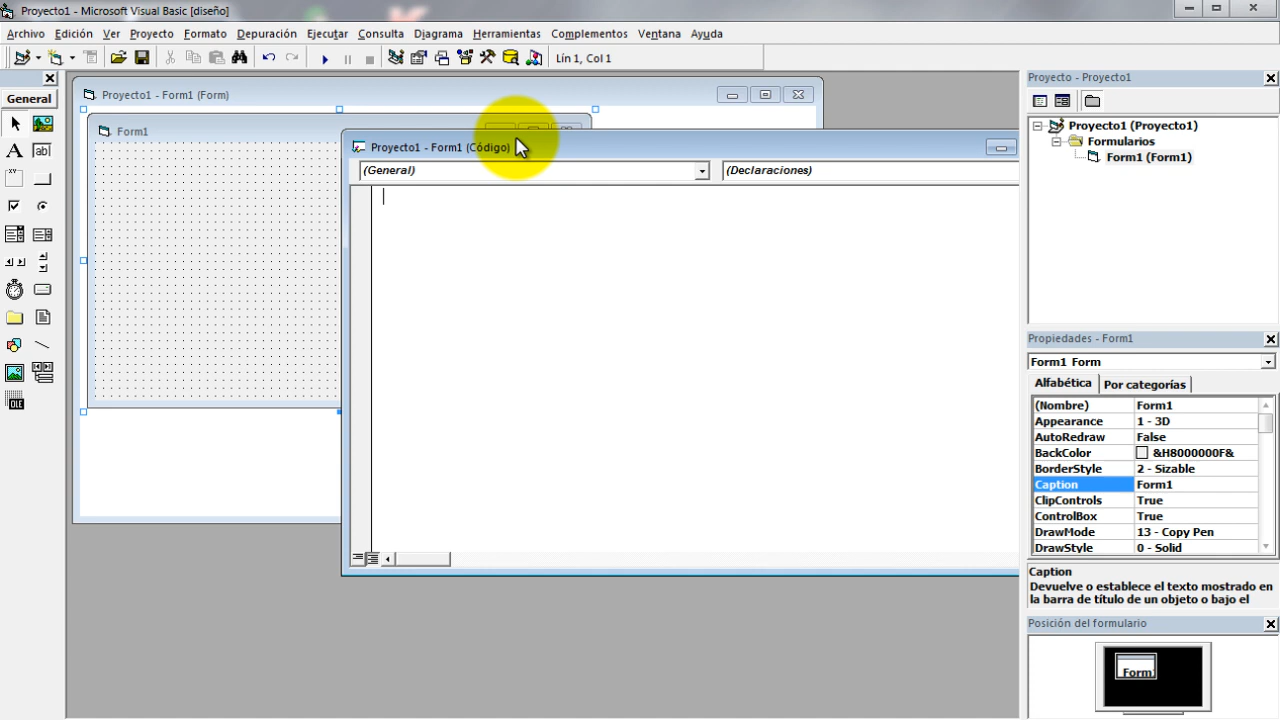 Proyecto1 - Microsoft Visual Basic [diseño]
Archivo Edición Ver Proyecto Formato Depuración Ejecutar Consulta Diagrama Herramientas Complementos Ventana Ayuda
Lín 1, Col 1
General
Proyecto1 - Form1 (Form)
Form1
Proyecto1 - Form1 (Código)
(General) (Declaraciones)
Proyecto - Proyecto1
Proyecto1 (Proyecto1)
Formularios
Form1 (Form1)
Propiedades - Form1
Form1 Form
Alfabética Por categorías
(Nombre) Form1
Appearance 1 - 3D
AutoRedraw False
BackColor &H8000000F&
BorderStyle 2 - Sizable
Caption Form1
ClipControls True
ControlBox True
DrawMode 13 - Copy Pen
DrawStyle 0 - Solid
Caption
Devuelve o establece el texto mostrado en
la barra de título de un objeto o bajo el
Posición del formulario
Form1
A
ab|
XY
OLE